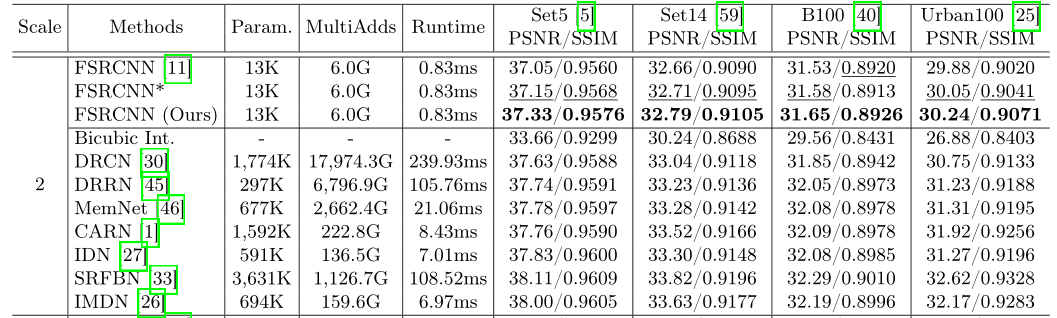 Scale Methods Param. MultiAdds Runtime Set5 [5] PSNR/SSIM Set14 [59] PSNR/SSIM B100 [40] PSNR/SSIM Urban100 [25] PSNR/SSIM
FSRCNN [11] 13K 6.0G 0.83ms 37.05/0.9560 32.66/0.9090 31.53/0.8920 29.88/0.9020
FSRCNN* 13K 6.0G 0.83ms 37.15/0.9568 32.71/0.9095 31.58/0.8913 30.05/0.9041
FSRCNN (Ours) 13K 6.0G 0.83ms 37.33/0.9576 32.79/0.9105 31.65/0.8926 30.24/0.9071
Bicubic Int. - - - 33.66/0.9299 30.24/0.8688 29.56/0.8431 26.88/0.8403
DRCN [30] 1,774K 17,974.3G 239.93ms 37.63/0.9588 33.04/0.9118 31.85/0.8942 30.75/0.9133
2 DRRN [45] 297K 6,796.9G 105.76ms 37.74/0.9591 33.23/0.9136 32.05/0.8973 31.23/0.9188
MemNet [46] 677K 2,662.4G 21.06ms 37.78/0.9597 33.28/0.9142 32.08/0.8978 31.31/0.9195
CARN [1] 1,592K 222.8G 8.43ms 37.76/0.9590 33.52/0.9166 32.09/0.8978 31.92/0.9256
IDN [27] 591K 136.5G 7.01ms 37.83/0.9600 33.30/0.9148 32.08/0.8985 31.27/0.9196
SRFBN [33] 3,631K 1,126.7G 108.52ms 38.11/0.9609 33.82/0.9196 32.29/0.9010 32.62/0.9328
IMDN [26] 694K 159.6G 6.97ms 38.00/0.9605 33.63/0.9177 32.19/0.8996 32.17/0.9283